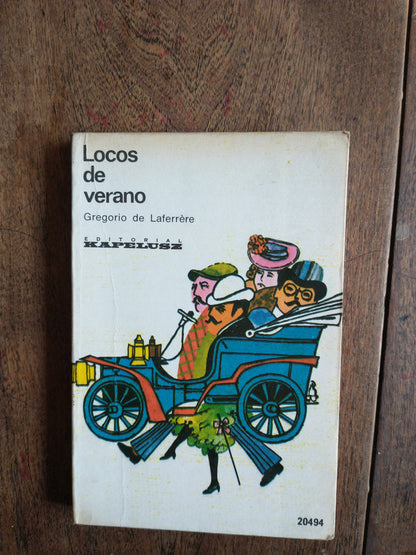 Locos
de
verano
Gregorio de Laferrère
EDITORIAL
KAPELUSZ
20494